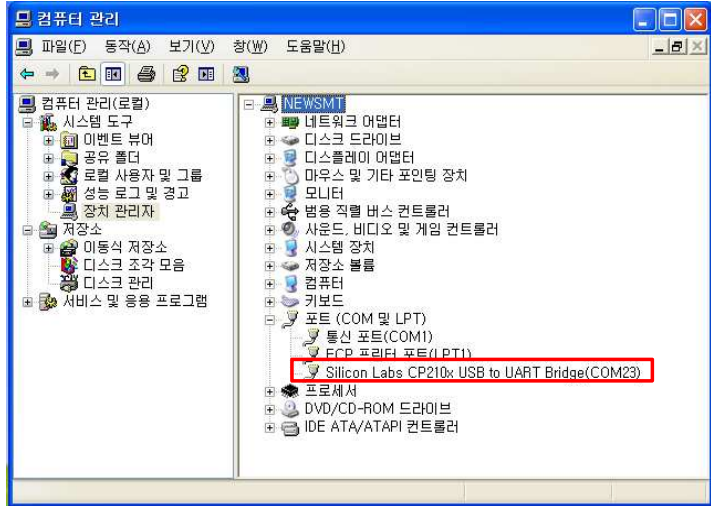 컴퓨터 관리
파일(F) 동작(A) 보기(V) 창(W) 도움말(H)
컴퓨터 관리(로컬)
시스템 도구
이벤트 뷰어
공유 폴더
로컬 사용자 및 그룹
성능 로그 및 경고
장치 관리자
저장소
이동식 저장소
디스크 조각 모음
디스크 관리
서비스 및 응용 프로그램
NEWSMT
네트워크 어댑터
디스크 드라이브
디스플레이 어댑터
마우스 및 기타 포인팅 장치
모니터
범용 직렬 버스 컨트롤러
사운드, 비디오 및 게임 컨트롤러
시스템 장치
저장소 볼륨
컴퓨터
키보드
포트 (COM 및 LPT)
통신 포트(COM1)
ECP 프린터 포트(LPT1)
Silicon Labs CP210x USB to UART Bridge(COM23)
프로세서
DVD/CD-ROM 드라이브
IDE ATA/ATAPI 컨트롤러